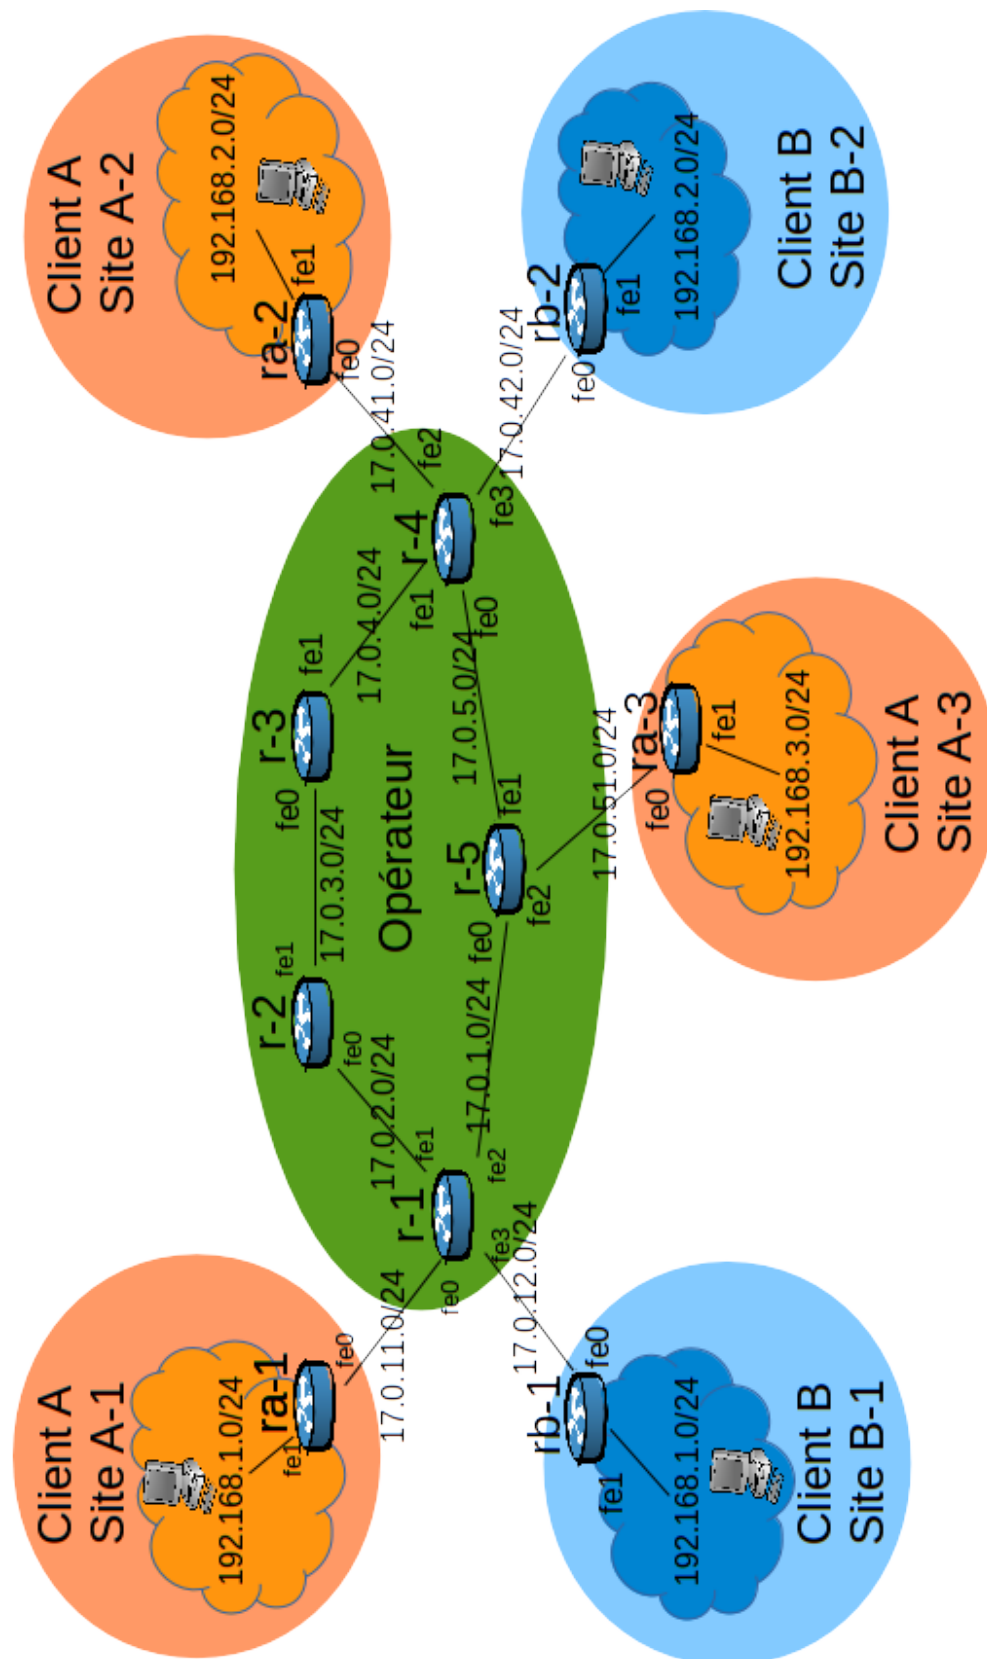 Client A
Site A-1
192.168.1.0/24
fe1
ra-1
fe0
17.0.11.0/24
Client A
Site A-2
192.168.2.0/24
fe1
ra-2
fe0
17.0.41.0/24
Opérateur
r-1
fe0
fe1
fe2
fe3
17.0.2.0/24
r-2
fe0
fe1
17.0.3.0/24
r-3
fe0
fe1
17.0.4.0/24
r-4
fe1
fe2
fe0
fe3
17.0.5.0/24
r-5
fe0
fe1
fe2
17.0.1.0/24
17.0.12.0/24
rb-1
fe0
fe1
192.168.1.0/24
Client B
Site B-1
17.0.51.0/24
ra-3
fe0
fe1
192.168.3.0/24
Client A
Site A-3
17.0.42.0/24
rb-2
fe0
fe1
192.168.2.0/24
Client B
Site B-2